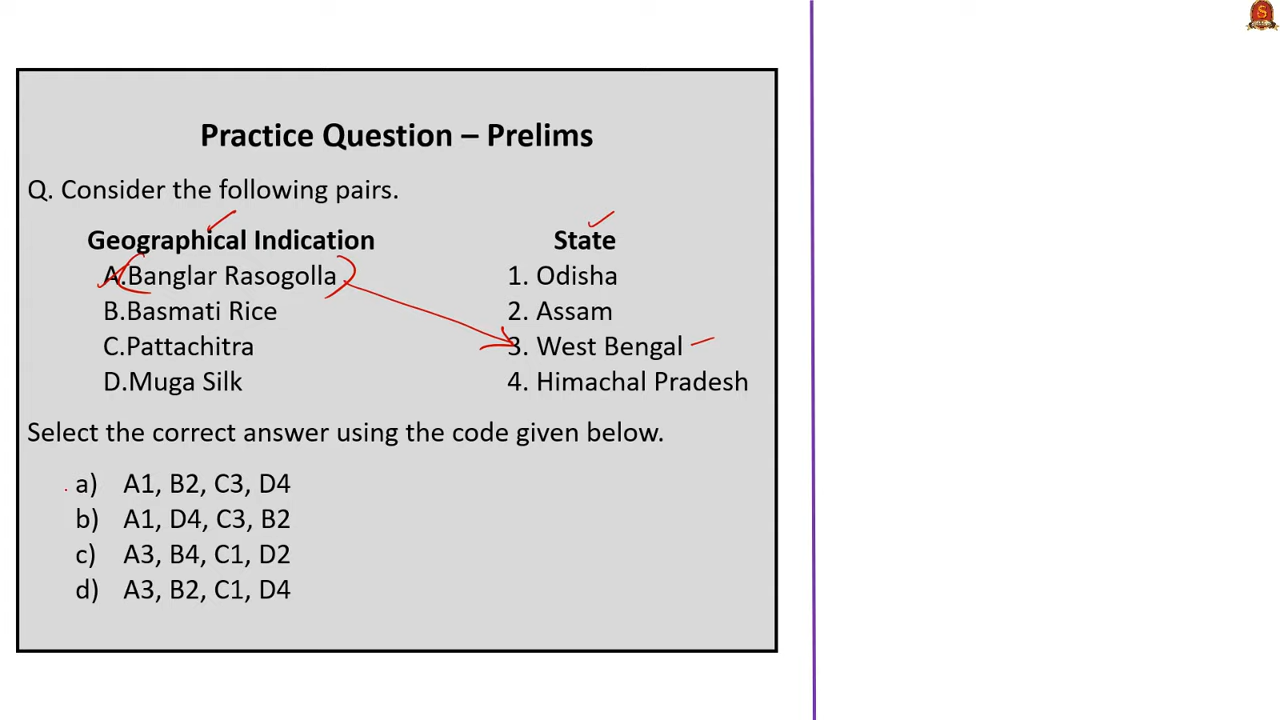 Practice Question – Prelims
Q. Consider the following pairs.
Geographical Indication State
A.Banglar Rasogolla 1. Odisha
B.Basmati Rice 2. Assam
C.Pattachitra 3. West Bengal
D.Muga Silk 4. Himachal Pradesh
Select the correct answer using the code given below.
a) A1, B2, C3, D4
b) A1, D4, C3, B2
c) A3, B4, C1, D2
d) A3, B2, C1, D4
S